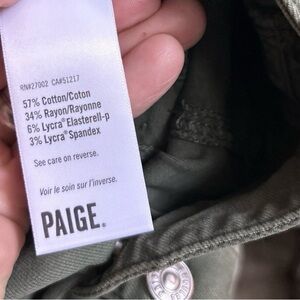 RN#27002 CA#51217
57% Cotton/Coton
34% Rayon/Rayonne
6% Lycra® Elasterell-p
3% Lycra® Spandex
See care on reverse.
Voir le soin sur l'inverse.
PAIGE®